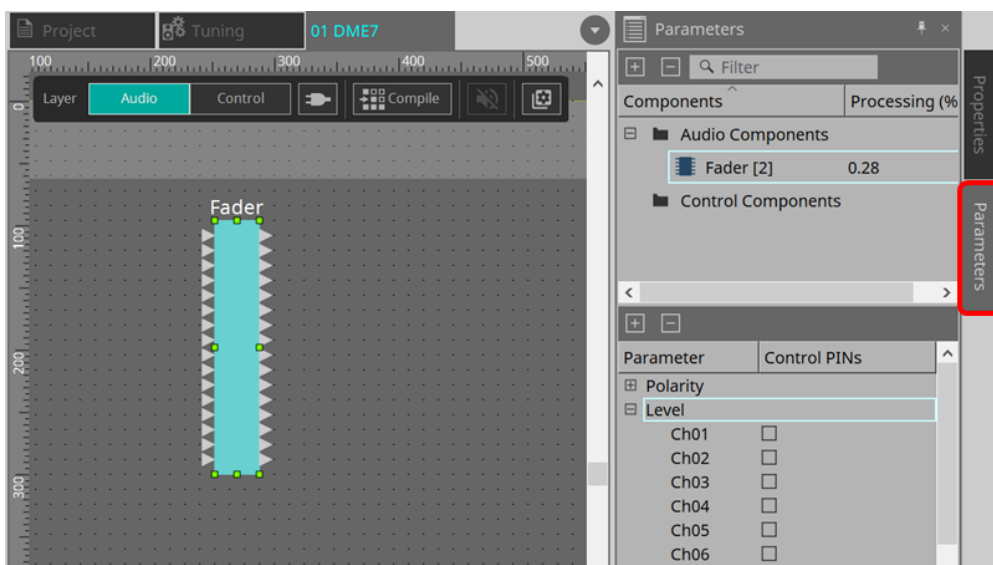 Project
Tuning
01 DME7
Parameters
100
200
300
400
500
Filter
Layer
Audio
Control
Compile
Components
Processing (%
Audio Components
Fader [2]
0.28
Control Components
Properties
Parameters
0
100
200
300
Fader
Parameter
Control PINs
Polarity
Level
Ch01
Ch02
Ch03
Ch04
Ch05
Ch06